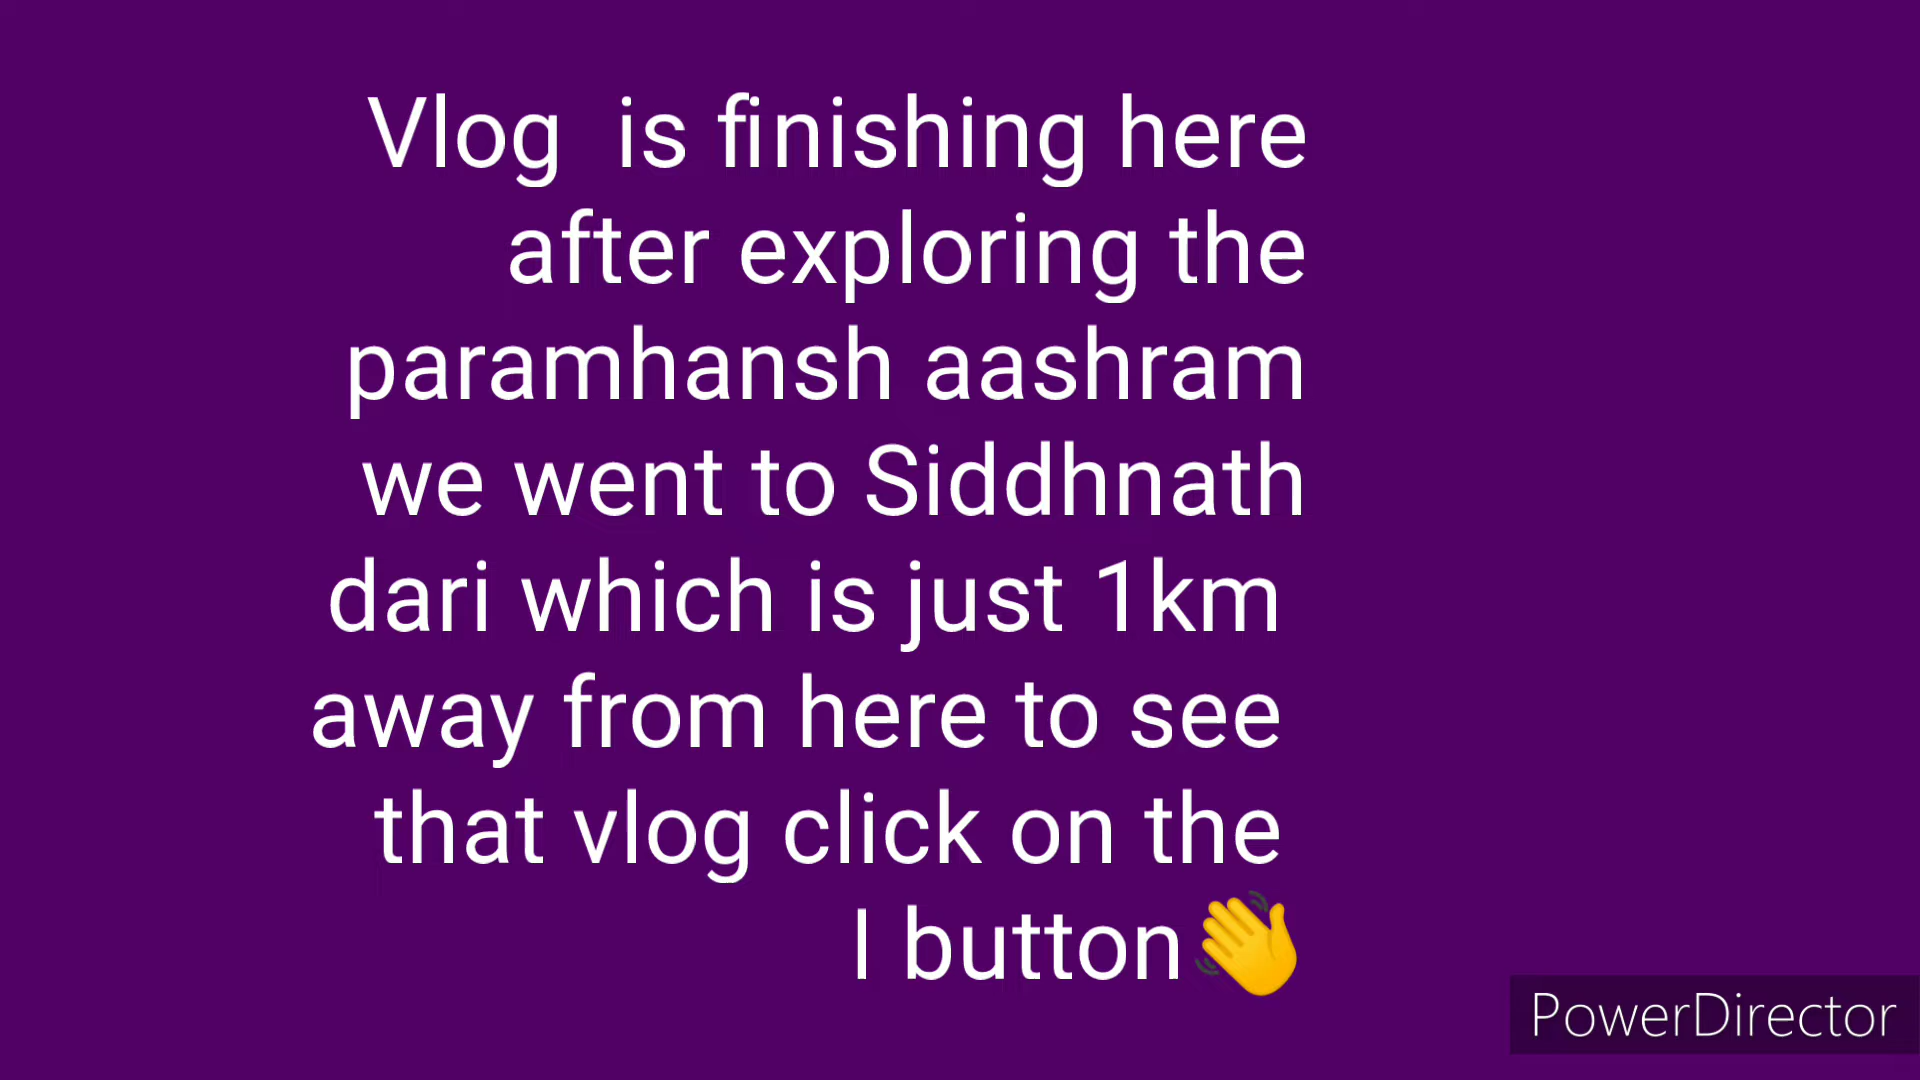 Vlog  is finishing here
after exploring the
paramhansh aashram
we went to Siddhnath
dari which is just 1km
away from here to see
that vlog click on the
I button👋
PowerDirector